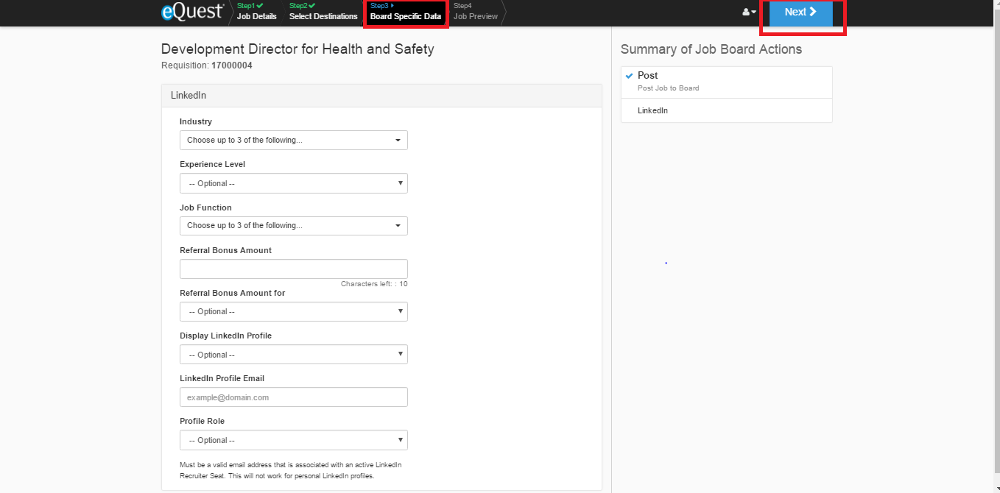 eQuest
Step1
Job Details
Step2
Select Destinations
Step3
Board Specific Data
Step4
Job Preview
Next
Development Director for Health and Safety
Requisition: 17000004
LinkedIn
Industry
Choose up to 3 of the following...
Experience Level
-- Optional --
Job Function
Choose up to 3 of the following...
Referral Bonus Amount
Characters left: : 10
Referral Bonus Amount for
-- Optional --
Display LinkedIn Profile
-- Optional --
LinkedIn Profile Email
example@domain.com
Profile Role
-- Optional --
Must be a valid email address that is associated with an active LinkedIn
Recruiter Seat. This will not work for personal LinkedIn profiles.
Summary of Job Board Actions
Post
Post Job to Board
LinkedIn